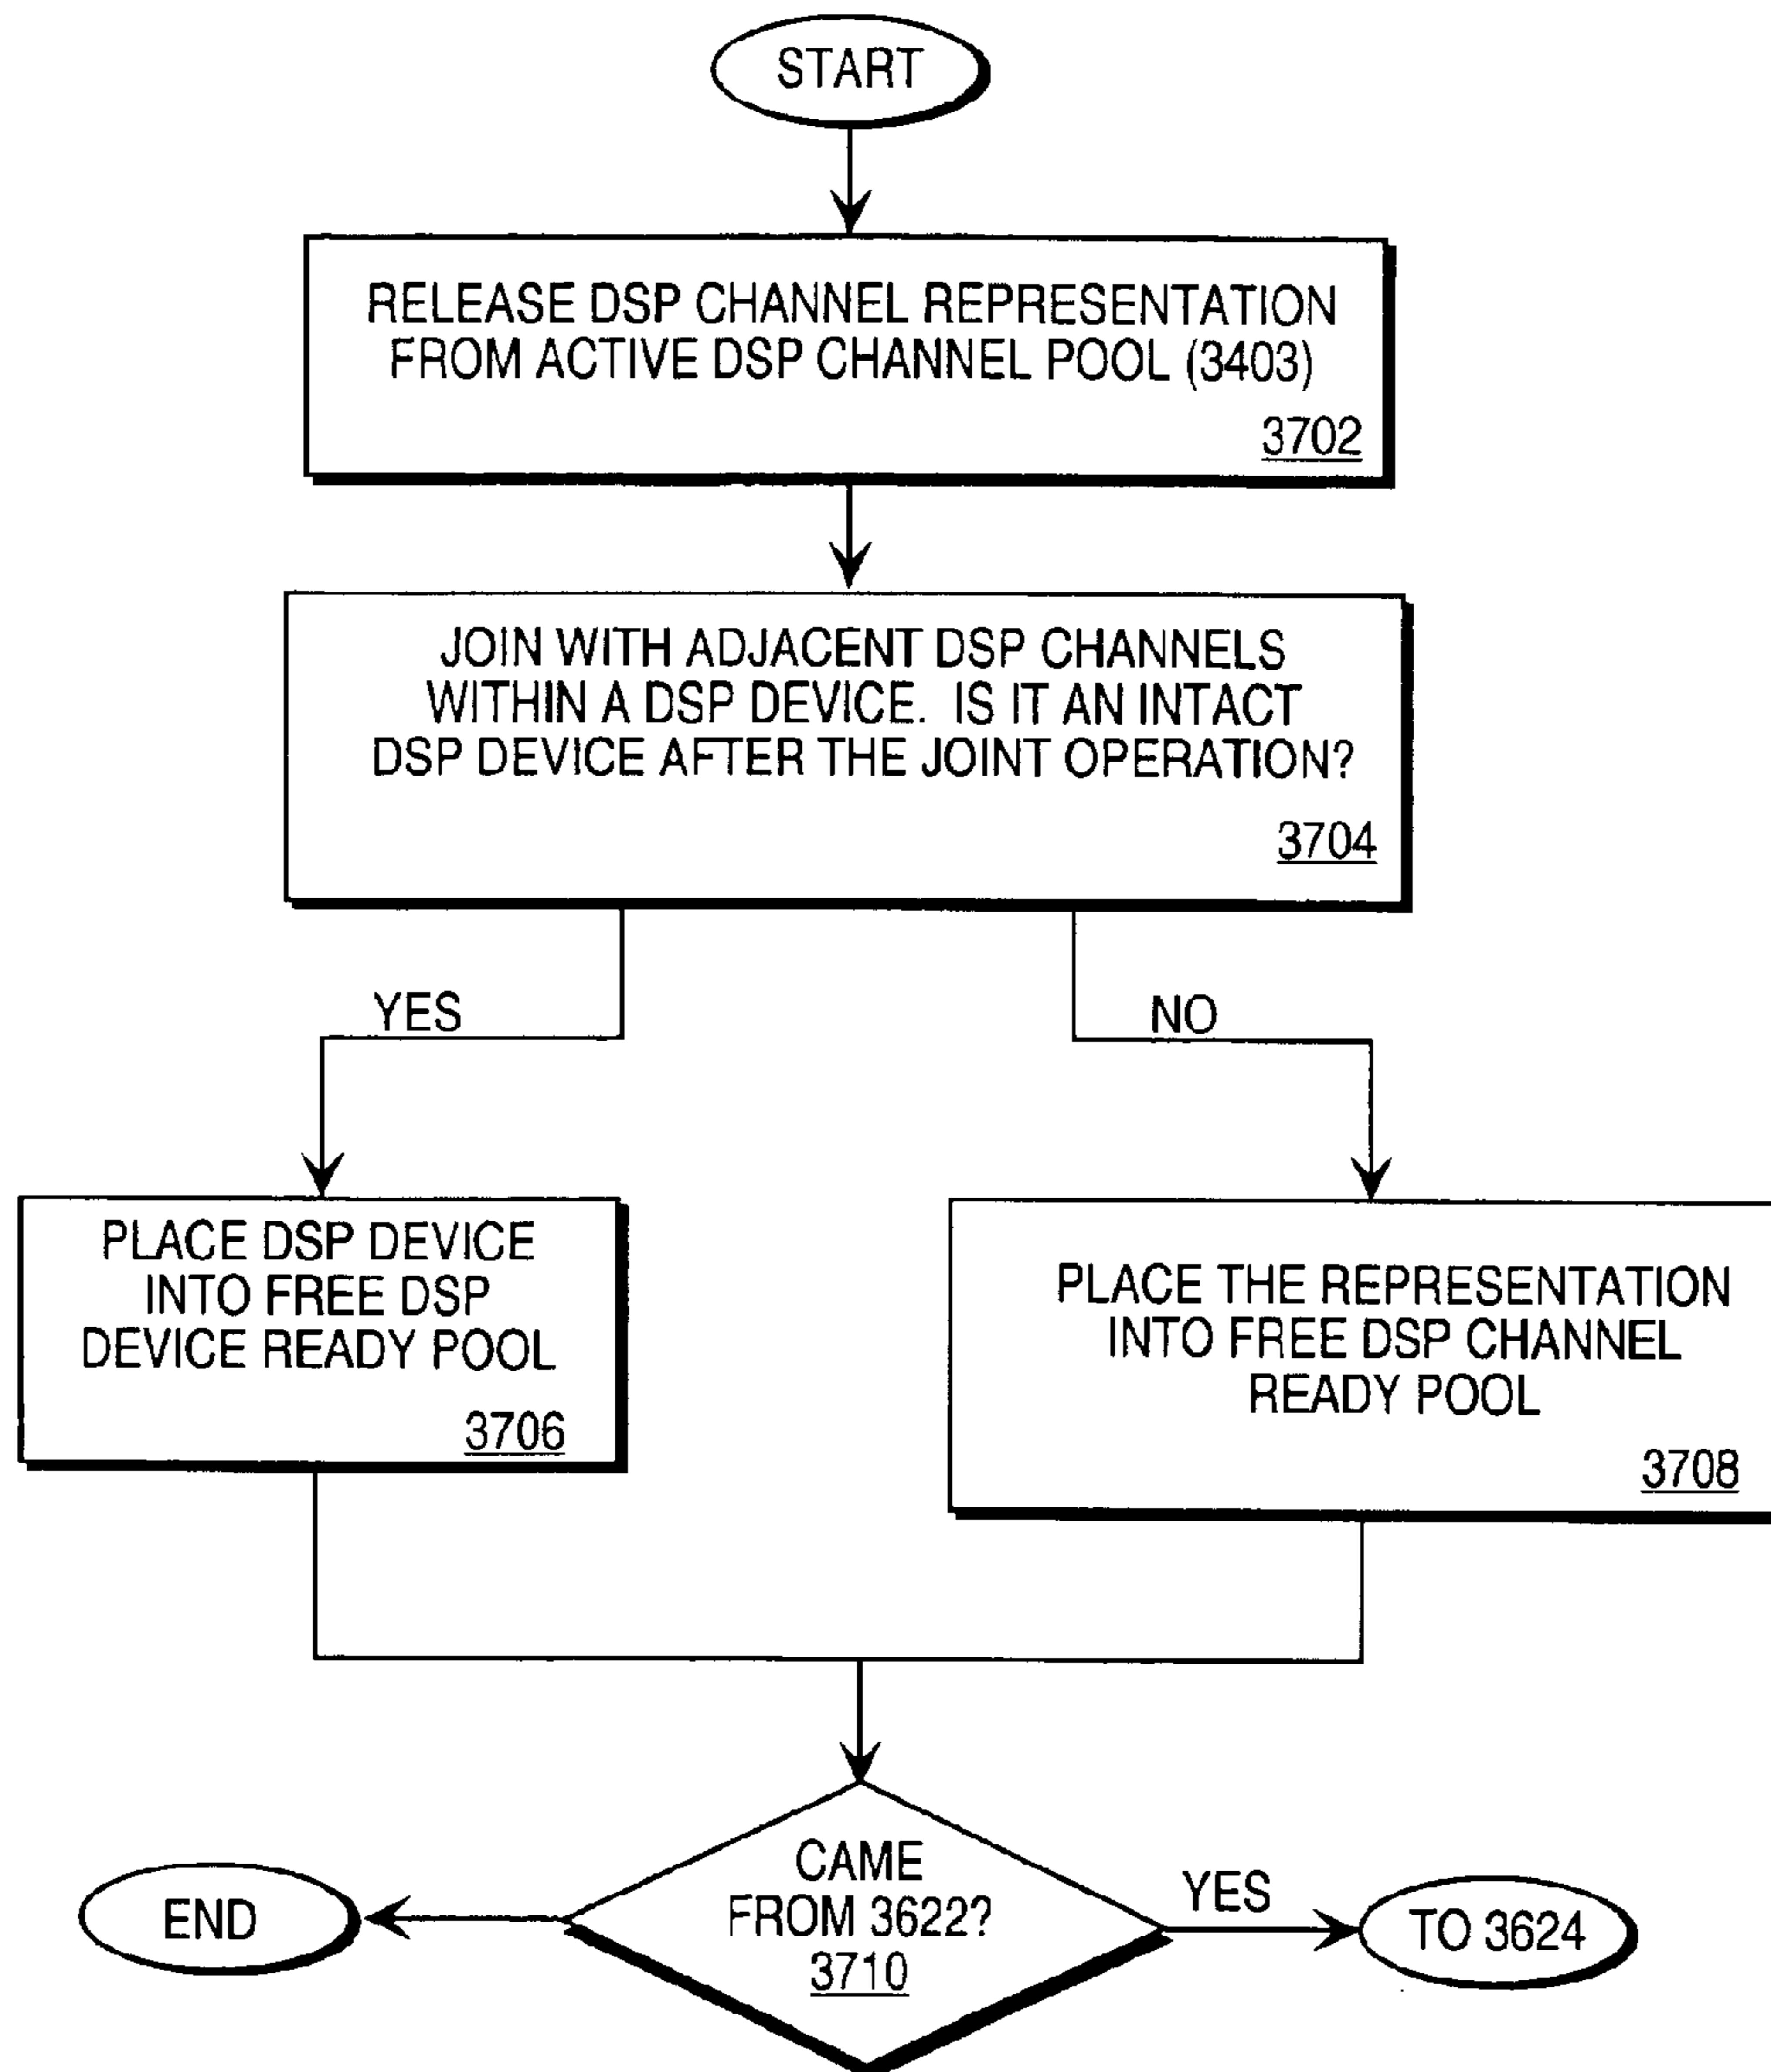 START
RELEASE DSP CHANNEL REPRESENTATION
FROM ACTIVE DSP CHANNEL POOL (3403)
3702
JOIN WITH ADJACENT DSP CHANNELS
WITHIN A DSP DEVICE. IS IT AN INTACT
DSP DEVICE AFTER THE JOINT OPERATION?
3704
YES
NO
PLACE DSP DEVICE
INTO FREE DSP
DEVICE READY POOL
3706
PLACE THE REPRESENTATION
INTO FREE DSP CHANNEL
READY POOL
3708
CAME
FROM 3622?
3710
END
YES
TO 3624